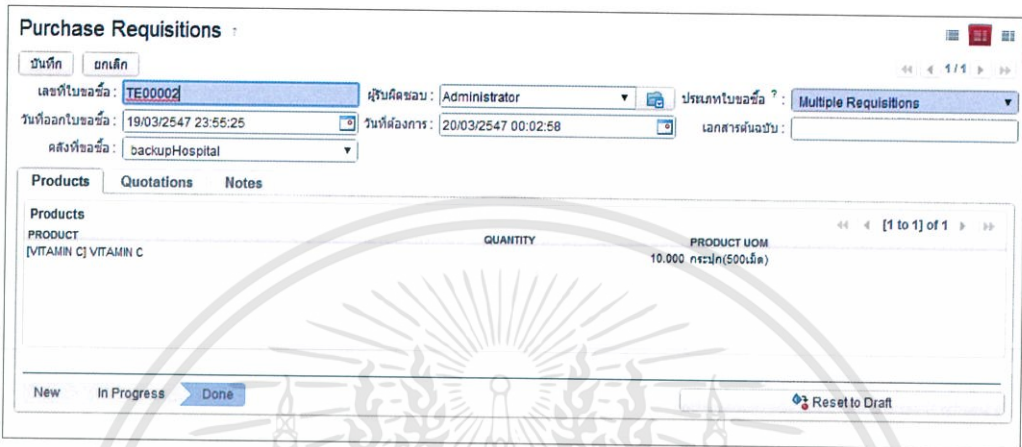 Purchase Requisitions ?
บันทึก ยกเลิก 1/1
เลขที่ใบขอซื้อ : TE00002 ผู้รับผิดชอบ : Administrator ประเภทใบขอซื้อ ? : Multiple Requisitions
วันที่ออกใบขอซื้อ : 19/03/2547 23:55:25 วันที่ต้องการ : 20/03/2547 00:02:58 เอกสารต้นฉบับ :
คลังที่ขอซื้อ : backupHospital
Products Quotations Notes
Products [1 to 1] of 1
PRODUCT QUANTITY PRODUCT UOM
[VITAMIN C] VITAMIN C 10.000 กระปุก(500เม็ด)
New In Progress Done Reset to Draft